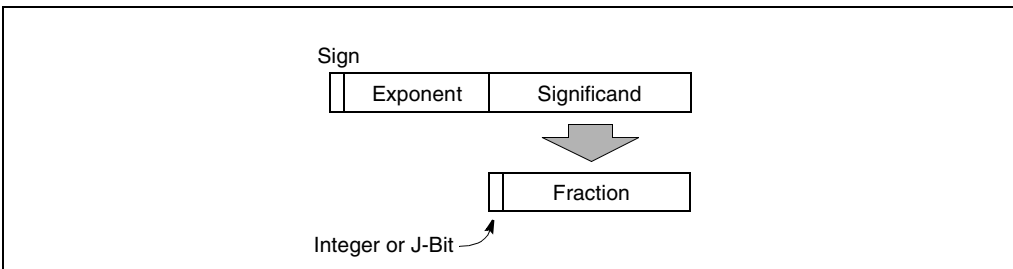 Sign
Exponent Significand
Fraction
Integer or J-Bit